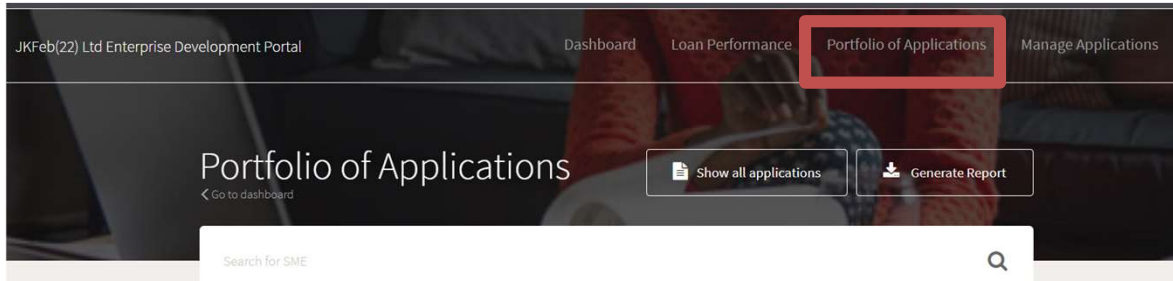 JKFeb(22) Ltd Enterprise Development Portal
Dashboard Loan Performance Portfolio of Applications Manage Applications
Portfolio of Applications
Go to dashboard
Show all applications Generate Report
Search for SME